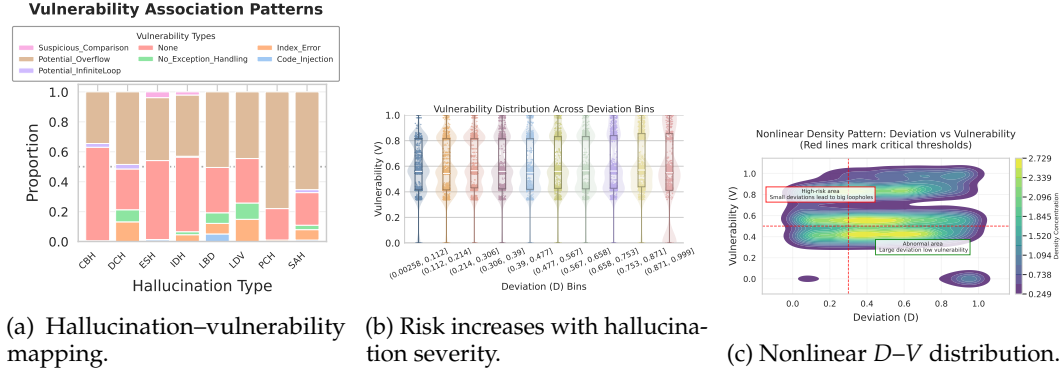 Vulnerability Association Patterns
Vulnerability Types
Suspicious_Comparison
None
Index_Error
Potential_Overflow
No_Exception_Handling
Code_Injection
Potential_InfiniteLoop
1.0
0.8
0.6
0.4
0.2
0.0
Proportion
CBH
DCH
ESH
IDH
LBD
LDV
PCH
SAH
Hallucination Type
(a) Hallucination–vulnerability
mapping.
Vulnerability Distribution Across Deviation Bins
1.0
0.8
0.6
0.4
0.2
0.0
Vulnerability (V)
(0.00258, 0.112]
(0.112, 0.214]
(0.214, 0.306]
(0.306, 0.39]
(0.39, 0.477]
(0.477, 0.567]
(0.567, 0.658]
(0.658, 0.753]
(0.753, 0.871]
(0.871, 0.999]
Deviation (D) Bins
(b) Risk increases with hallucina-
tion severity.
Nonlinear Density Pattern: Deviation vs Vulnerability
(Red lines mark critical thresholds)
1.0
0.8
0.6
0.4
0.2
0.0
Vulnerability (V)
High-risk area
Small deviations lead to big loopholes
Abnormal area
Large deviation low vulnerability
0.0
0.2
0.4
0.6
0.8
1.0
Deviation (D)
2.729
2.485
2.162
1.845
1.520
1.094
0.738
0.249
Density Concentration
(c) Nonlinear D–V distribution.